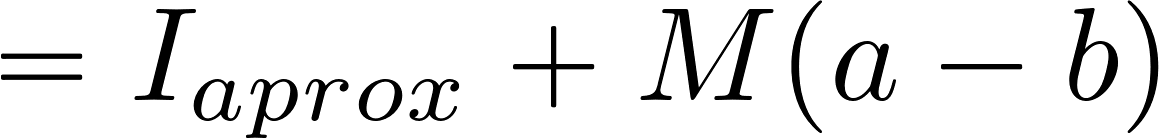 = I_{aprox} + M(a − b)